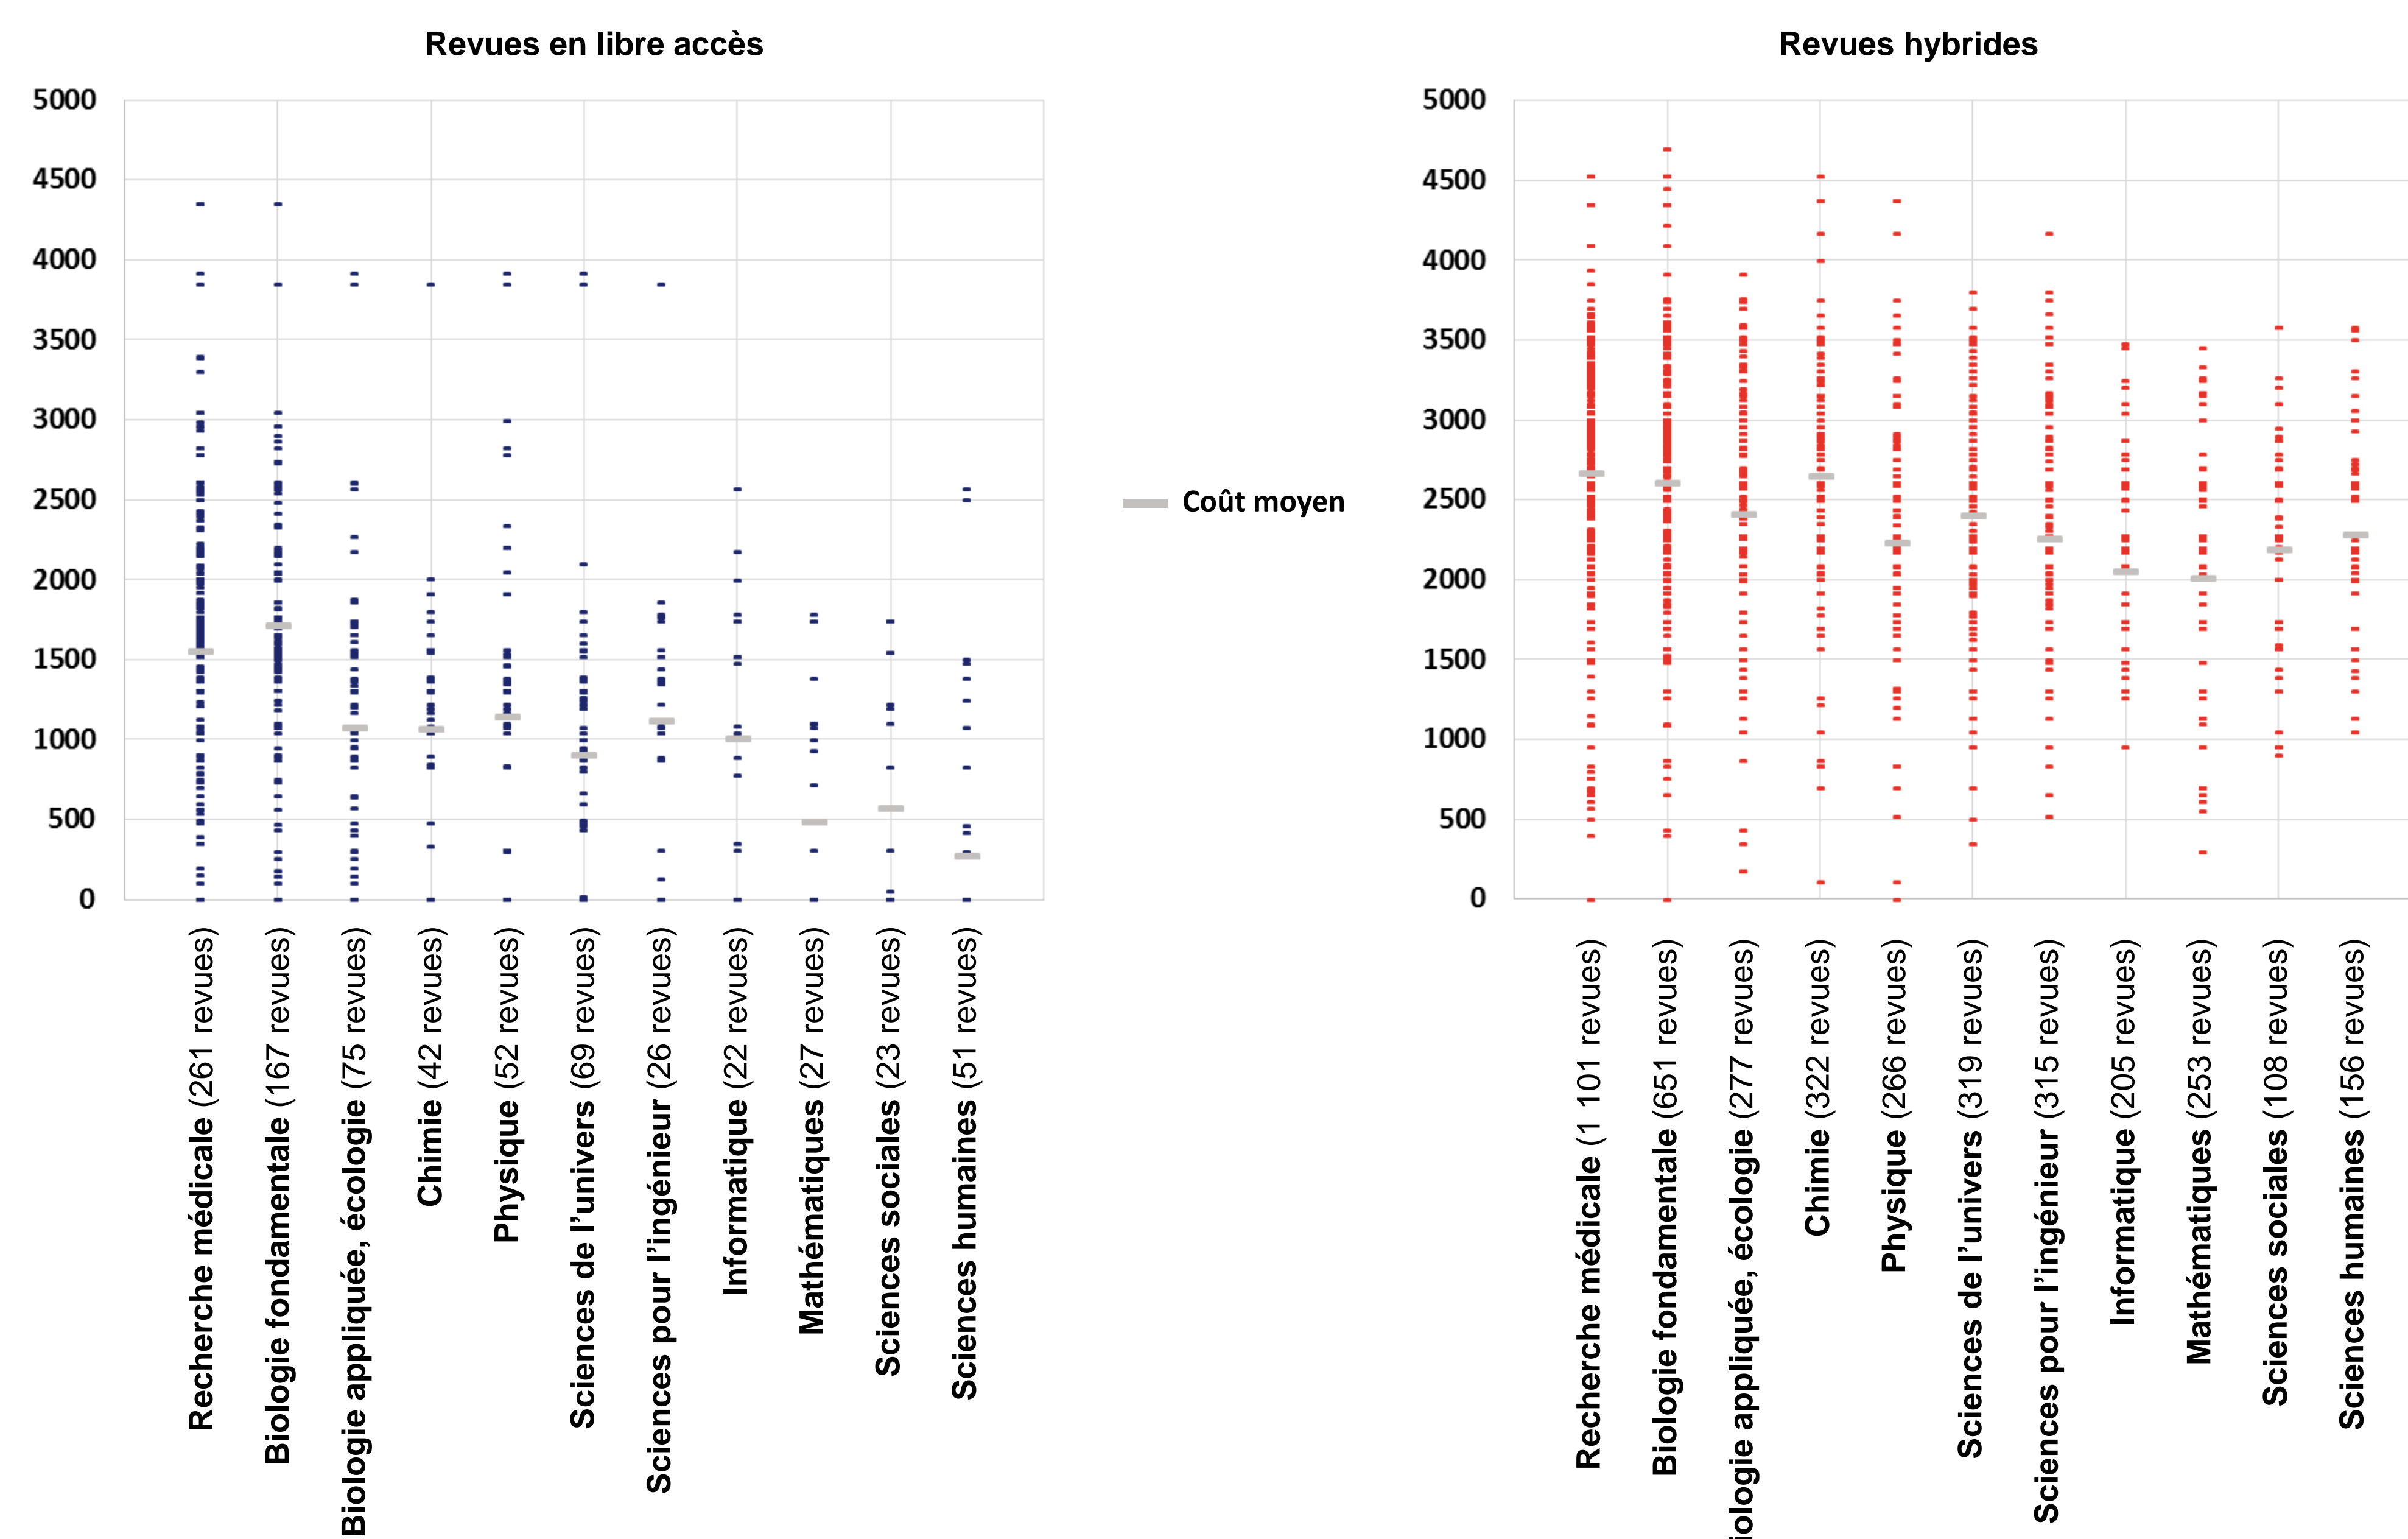 Revues en libre accès
5000
4500
4000
3500
3000
2500
2000
1500
1000
500
0
Recherche médicale (261 revues)
Biologie fondamentale (167 revues)
Biologie appliquée, écologie (75 revues)
Chimie (42 revues)
Physique (52 revues)
Sciences de l’univers (69 revues)
Sciences pour l’ingénieur (26 revues)
Informatique (22 revues)
Mathématiques (27 revues)
Sciences sociales (23 revues)
Sciences humaines (51 revues)
Coût moyen
Revues hybrides
5000
4500
4000
3500
3000
2500
2000
1500
1000
500
0
Recherche médicale (1 101 revues)
Biologie fondamentale (651 revues)
iologie appliquée, écologie (277 revues)
Chimie (322 revues)
Physique (266 revues)
Sciences de l’univers (319 revues)
Sciences pour l’ingénieur (315 revues)
Informatique (205 revues)
Mathématiques (253 revues)
Sciences sociales (108 revues)
Sciences humaines (156 revues)